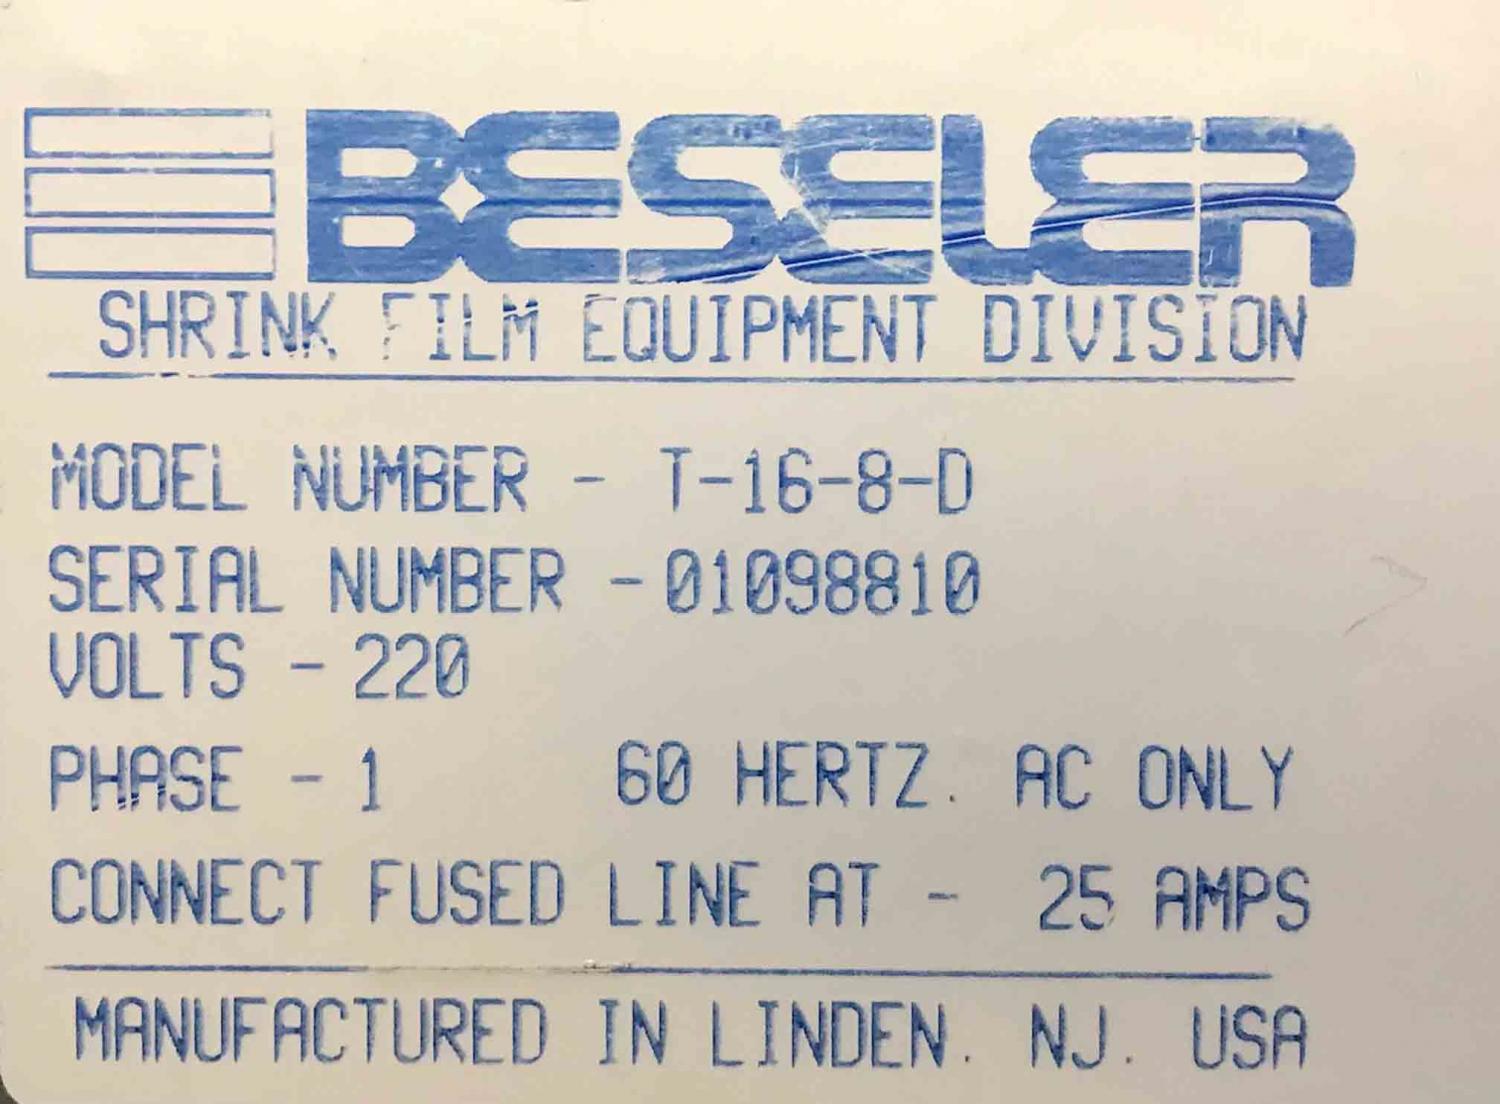 BESELER
SHRINK FILM EQUIPMENT DIVISION
MODEL NUMBER - T-16-8-D
SERIAL NUMBER - 01098810
VOLTS - 220
PHASE - 1 60 HERTZ. AC ONLY
CONNECT FUSED LINE AT - 25 AMPS
MANUFACTURED IN LINDEN. NJ. USA